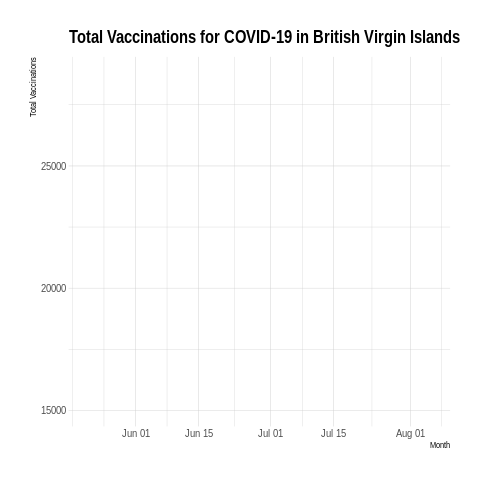 Total Vaccinations for COVID-19 in British Virgin Islands
Total Vaccinations
25000
20000
15000
Jun 01 Jun 15 Jul 01 Jul 15 Aug 01
Month